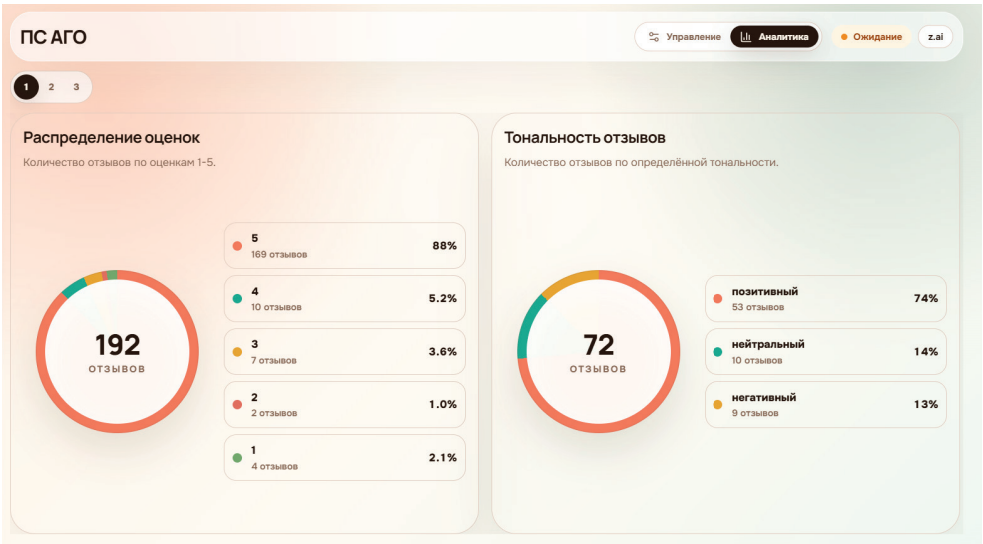 ПС АГО
Управление
Аналитика
Ожидание
z.ai
1 2 3
Распределение оценок
Количество отзывов по оценкам 1-5.
192
ОТЗЫВОВ
5
169 отзывов
88%
4
10 отзывов
5.2%
3
7 отзывов
3.6%
2
2 отзывов
1.0%
1
4 отзывов
2.1%
Тональность отзывов
Количество отзывов по определённой тональности.
72
ОТЗЫВОВ
позитивный
53 отзывов
74%
нейтральный
10 отзывов
14%
негативный
9 отзывов
13%